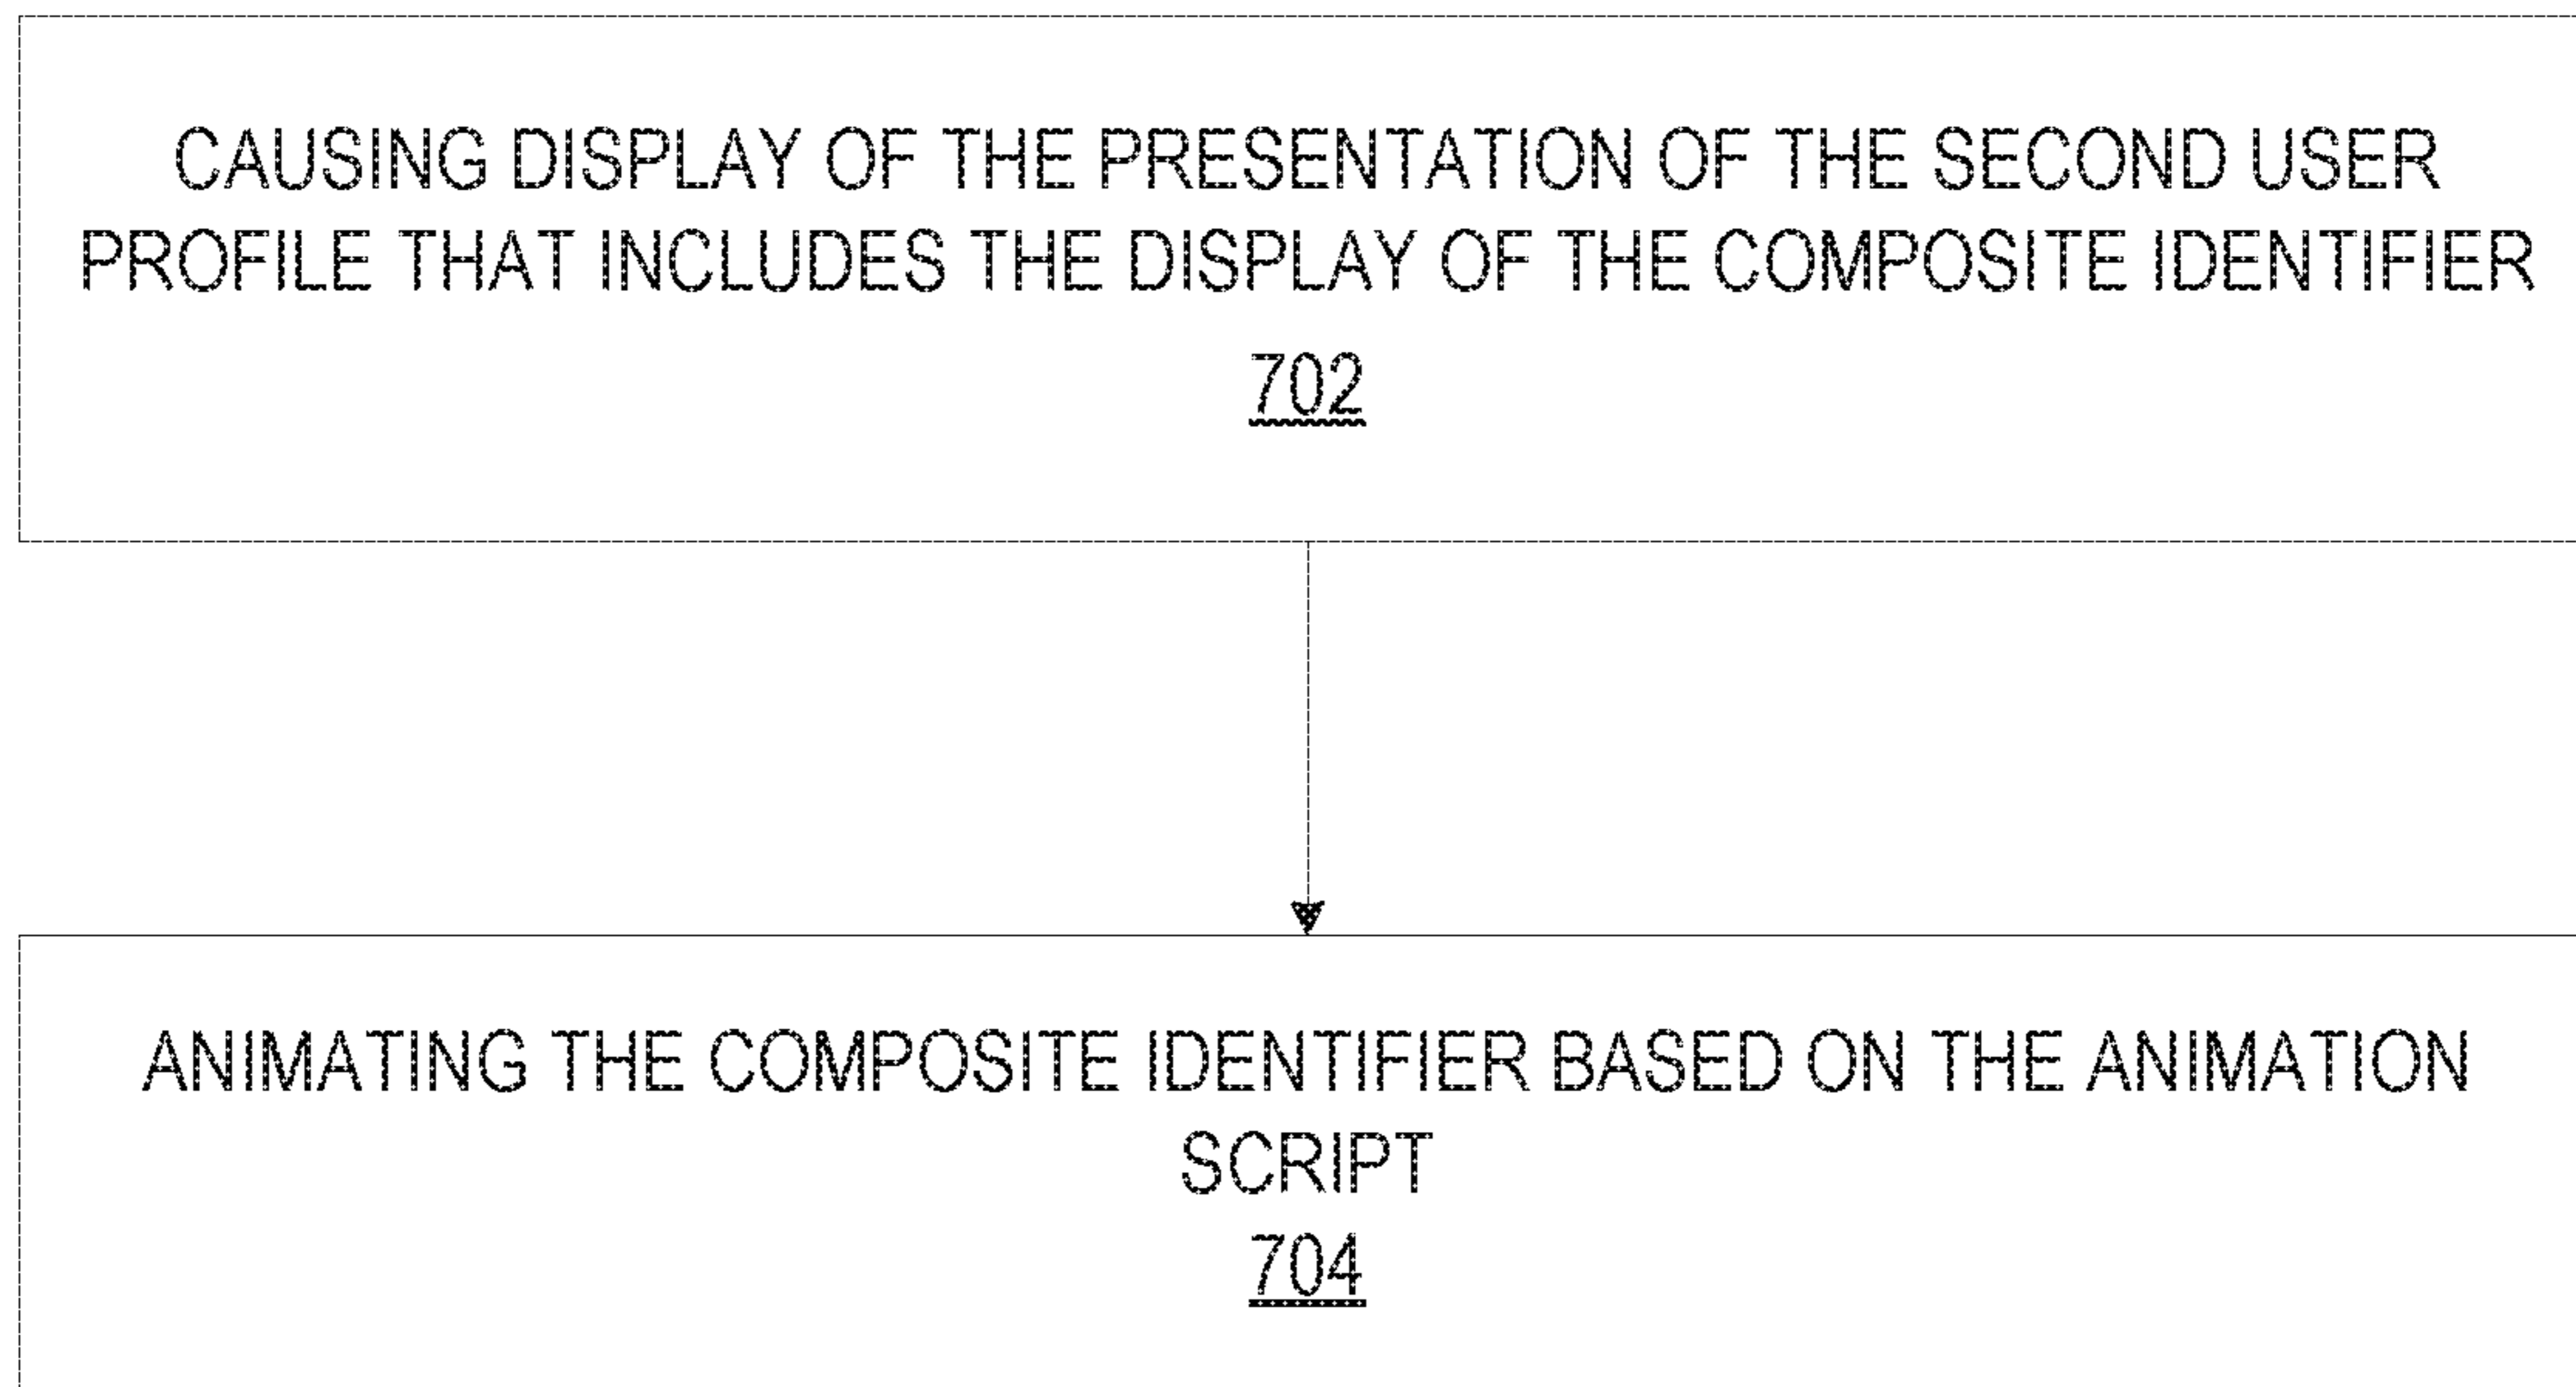 CAUSING DISPLAY OF THE PRESENTATION OF THE SECOND USER
PROFILE THAT INCLUDES THE DISPLAY OF THE COMPOSITE IDENTIFIER
702
ANIMATING THE COMPOSITE IDENTIFIER BASED ON THE ANIMATION
SCRIPT
704